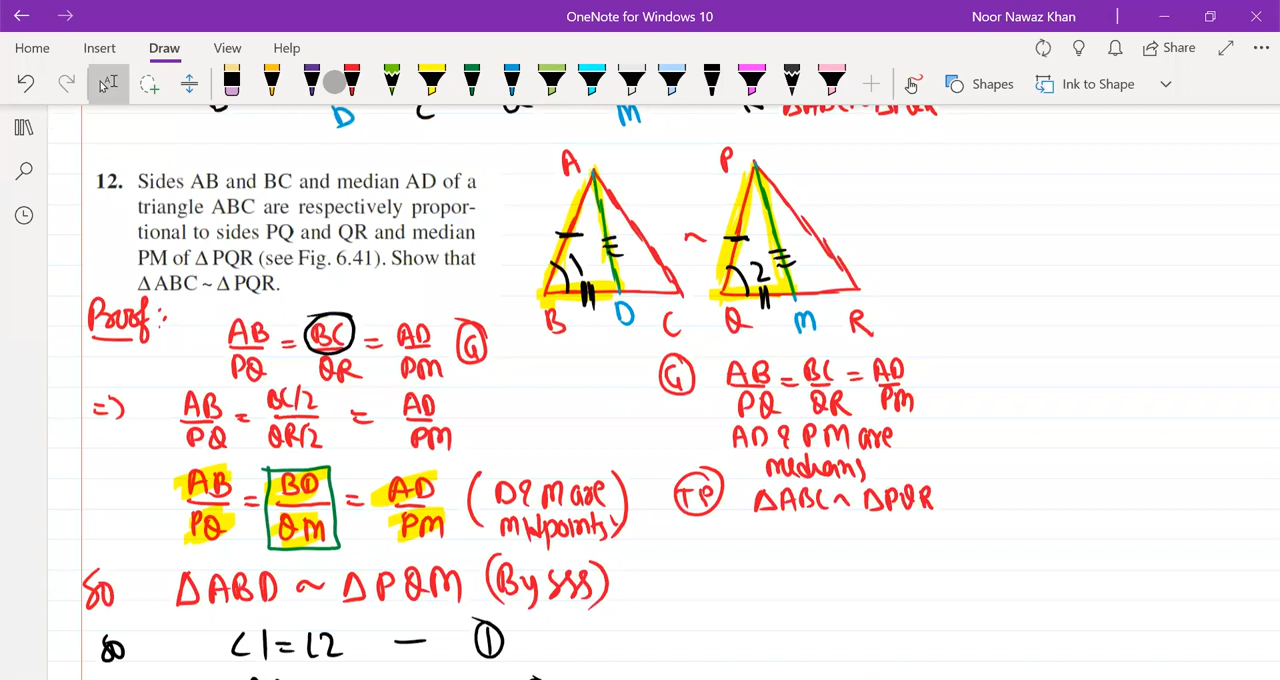 OneNote for Windows 10
Noor Nawaz Khan
Home Insert Draw View Help
Share
Shapes
Ink to Shape
D C M
ΔABC ~ ΔPQR
12. Sides AB and BC and median AD of a
triangle ABC are respectively propor-
tional to sides PQ and QR and median
PM of Δ PQR (see Fig. 6.41). Show that
Δ ABC ~ Δ PQR.
A P
~
1 2
B D C Q M R
Proof:
AB/PQ = BC/QR = AD/PM G
=> AB/PQ = BC/2/QR/2 = AD/PM
AB/PQ = BD/QM = AD/PM (D & M are
midpoints)
So ΔABD ~ ΔPQM (By SSS)
So ∠1 = ∠2 — 1
G AB/PQ = BC/QR = AD/PM
AD & PM are
medians
TP ΔABC ~ ΔPQR